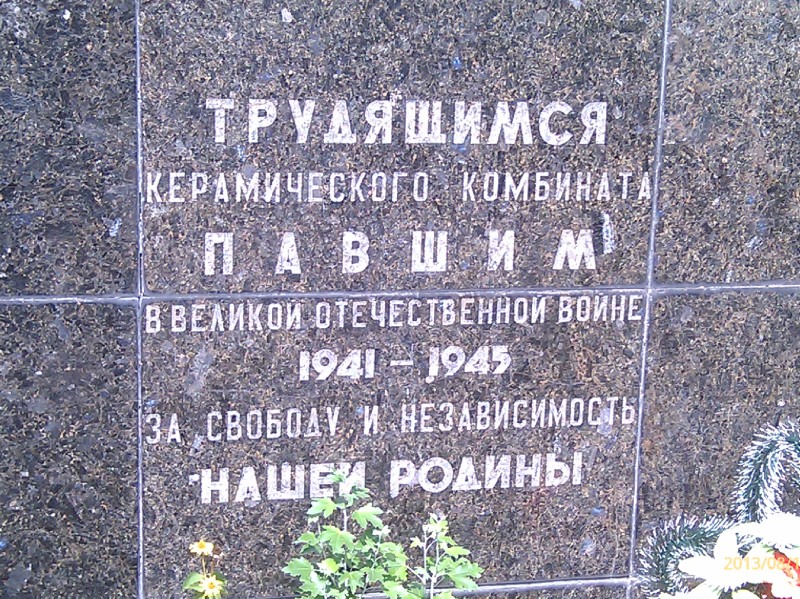 ТРУДЯЩИМСЯ
КЕРАМИЧЕСКОГО КОМБИНАТА
ПАВШИМ
В ВЕЛИКОЙ ОТЕЧЕСТВЕННОЙ ВОЙНЕ
1941 – 1945
ЗА СВОБОДУ И НЕЗАВИСИМОСТЬ
НАШЕЙ РОДИНЫ